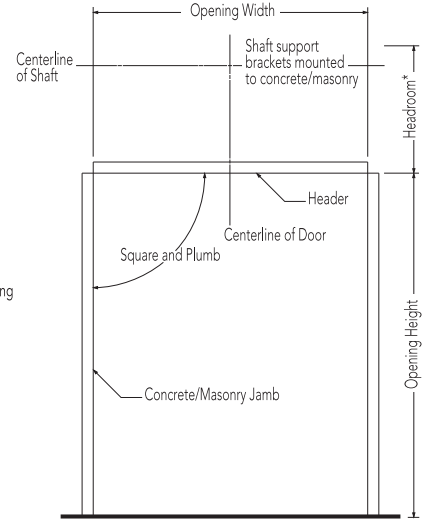 Opening Width
Centerline
of Shaft
Shaft support
brackets mounted
to concrete/masonry
Headroom*
Header
Centerline of Door
Square and Plumb
ng
Opening Height
Concrete/Masonry Jamb